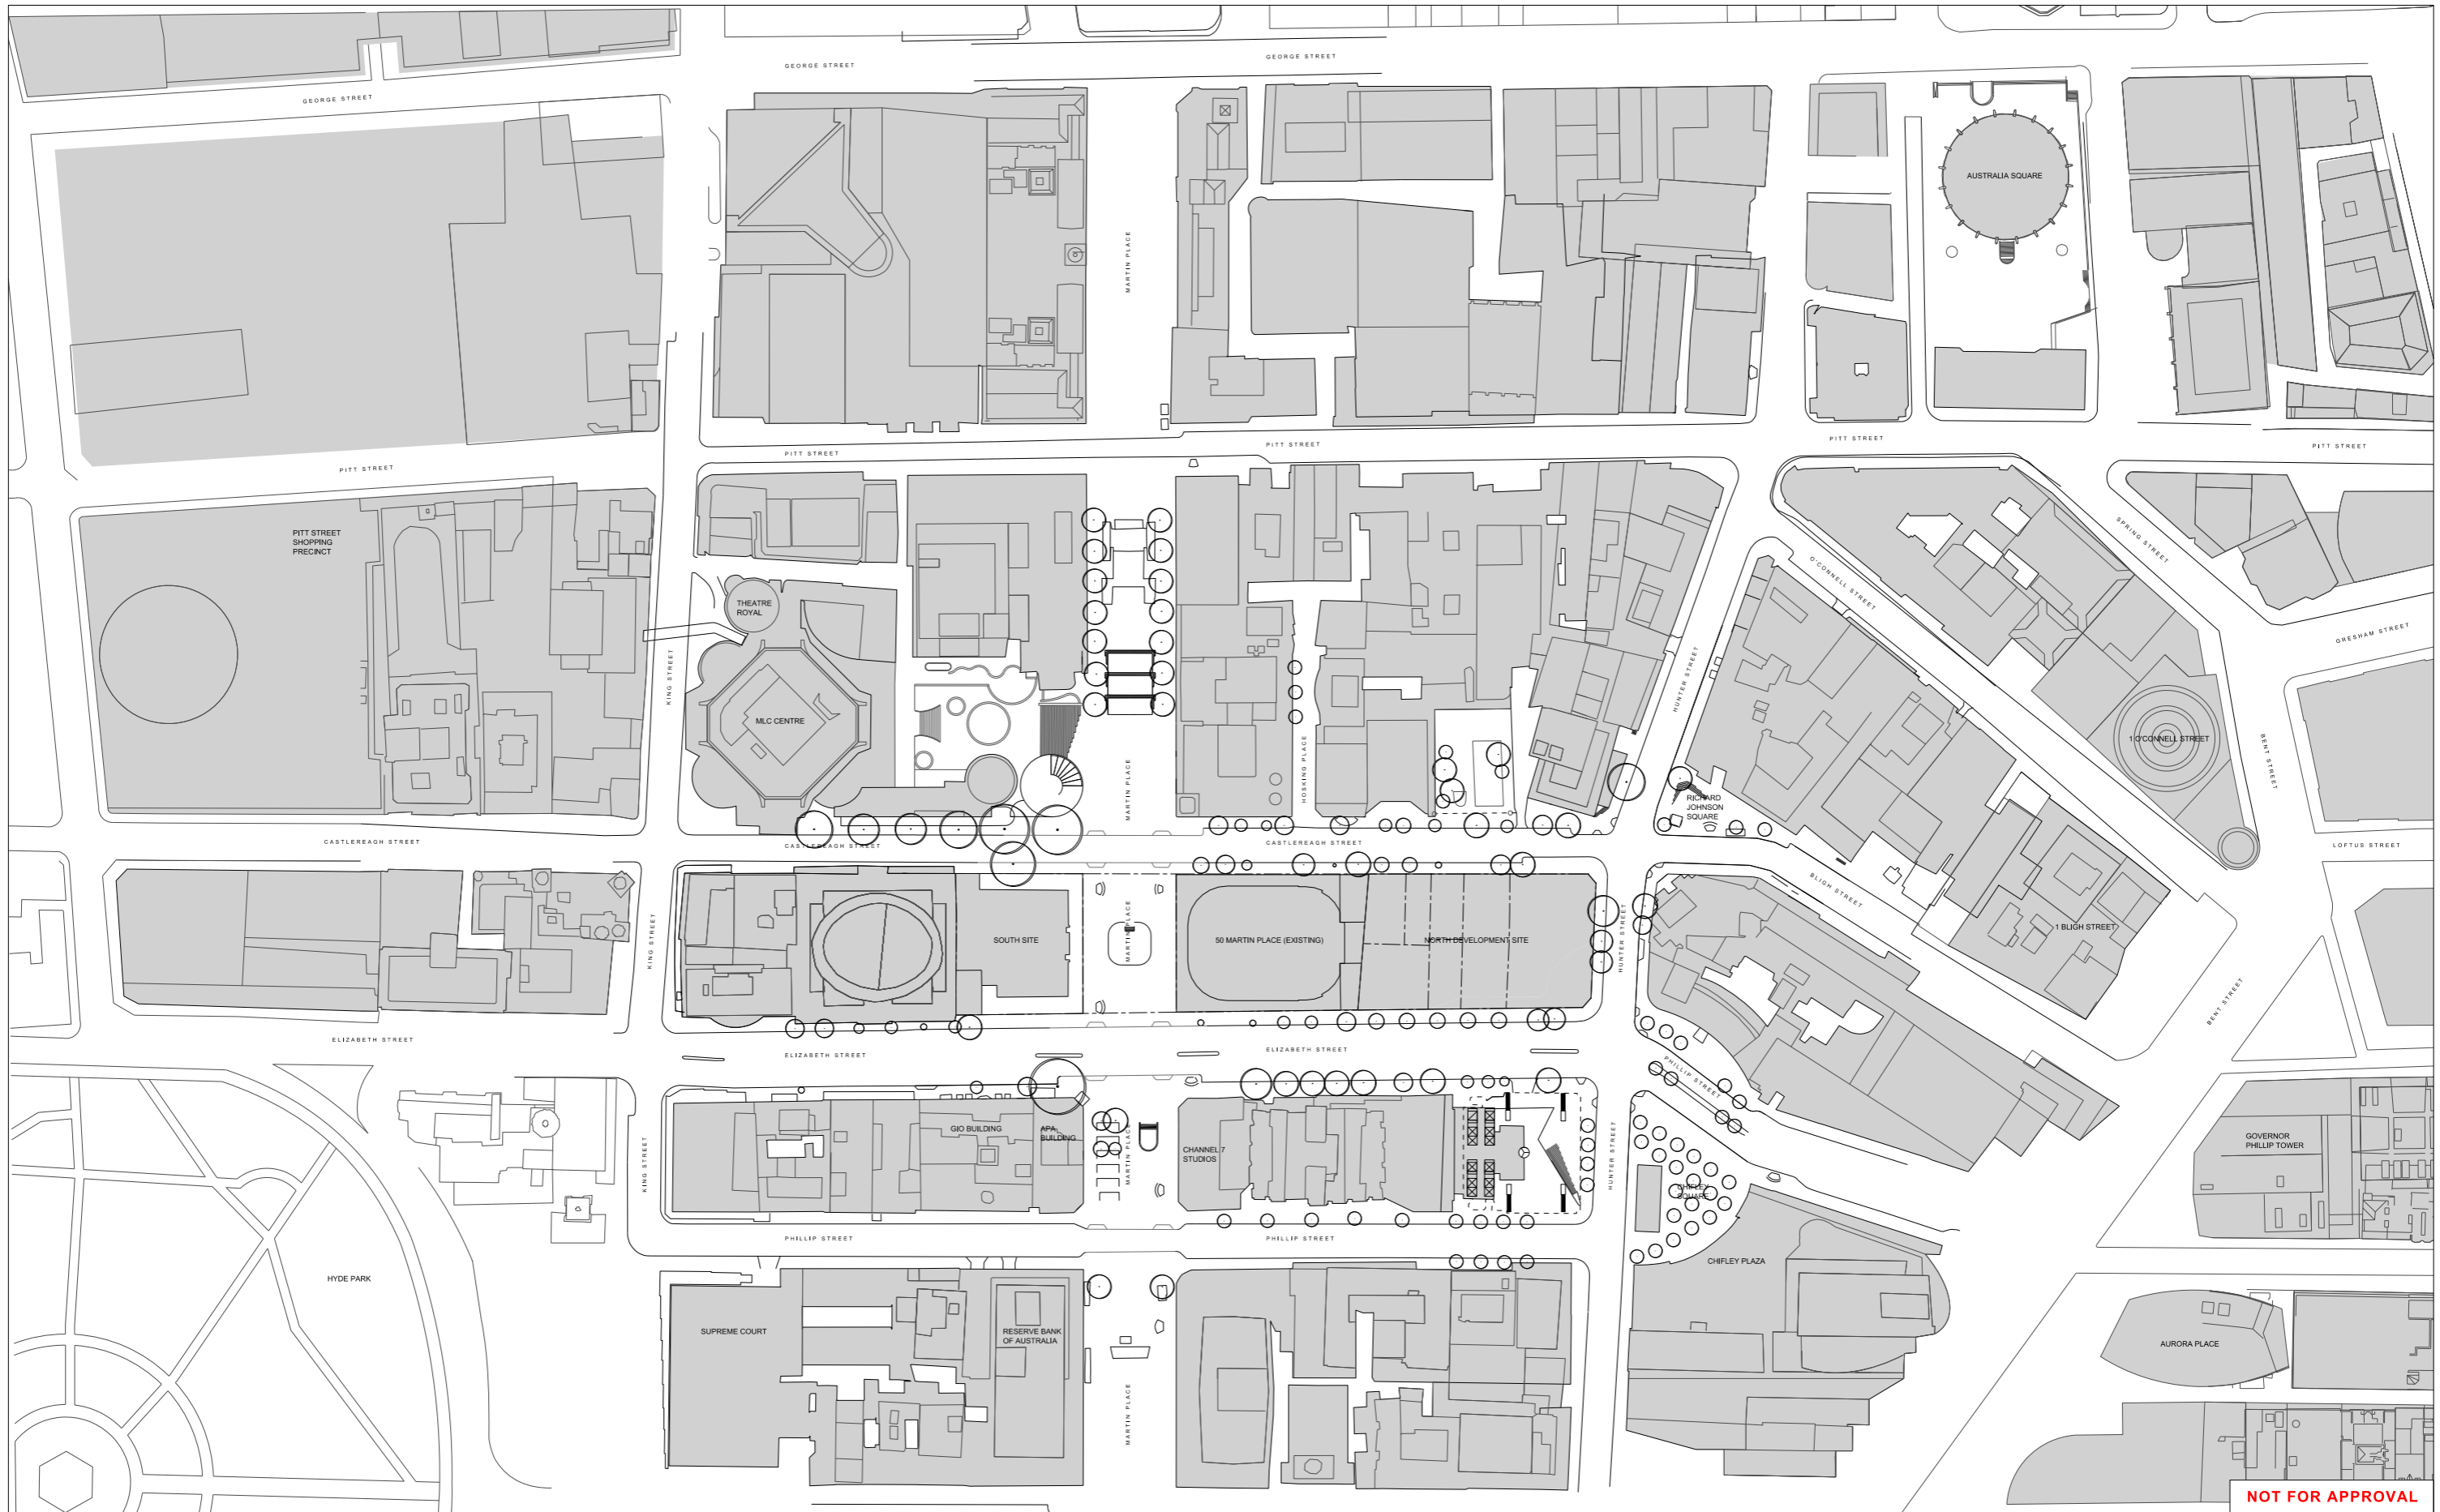 GEORGE STREET
GEORGE STREET
GEORGE STREET
AUSTRALIA SQUARE
MARTIN PLACE
PITT STREET
PITT STREET
PITT STREET
PITT STREET
PITT STREET
PITT STREET
SHOPPING
PRECINCT
SPRING STREET
O'CONNELL STREET
THEATRE
ROYAL
GRESHAM STREET
KING STREET
HUNTER STREET
MLC CENTRE
1 O'CONNELL STREET
BENT STREET
HOSKING PLACE
MARTIN PLACE
RICHARD
JOHNSON
SQUARE
CASTLEREAGH STREET
CASTLEREAGH STREET
CASTLEREAGH STREET
LOFTUS STREET
BLIGH STREET
KING STREET
SOUTH SITE
MARTIN PLACE
50 MARTIN PLACE (EXISTING)
NORTH DEVELOPMENT SITE
HUNTER STREET
1 BLIGH STREET
BENT STREET
ELIZABETH STREET
ELIZABETH STREET
ELIZABETH STREET
PHILLIP STREET
KING STREET
GIO BUILDING
APA
BUILDING
MARTIN PLACE
CHANNEL 7
STUDIOS
HUNTER STREET
CHIFLEY
SQUARE
GOVERNOR
PHILLIP TOWER
PHILLIP STREET
PHILLIP STREET
HYDE PARK
CHIFLEY PLAZA
SUPREME COURT
RESERVE BANK
OF AUSTRALIA
AURORA PLACE
MARTIN PLACE
NOT FOR APPROVAL